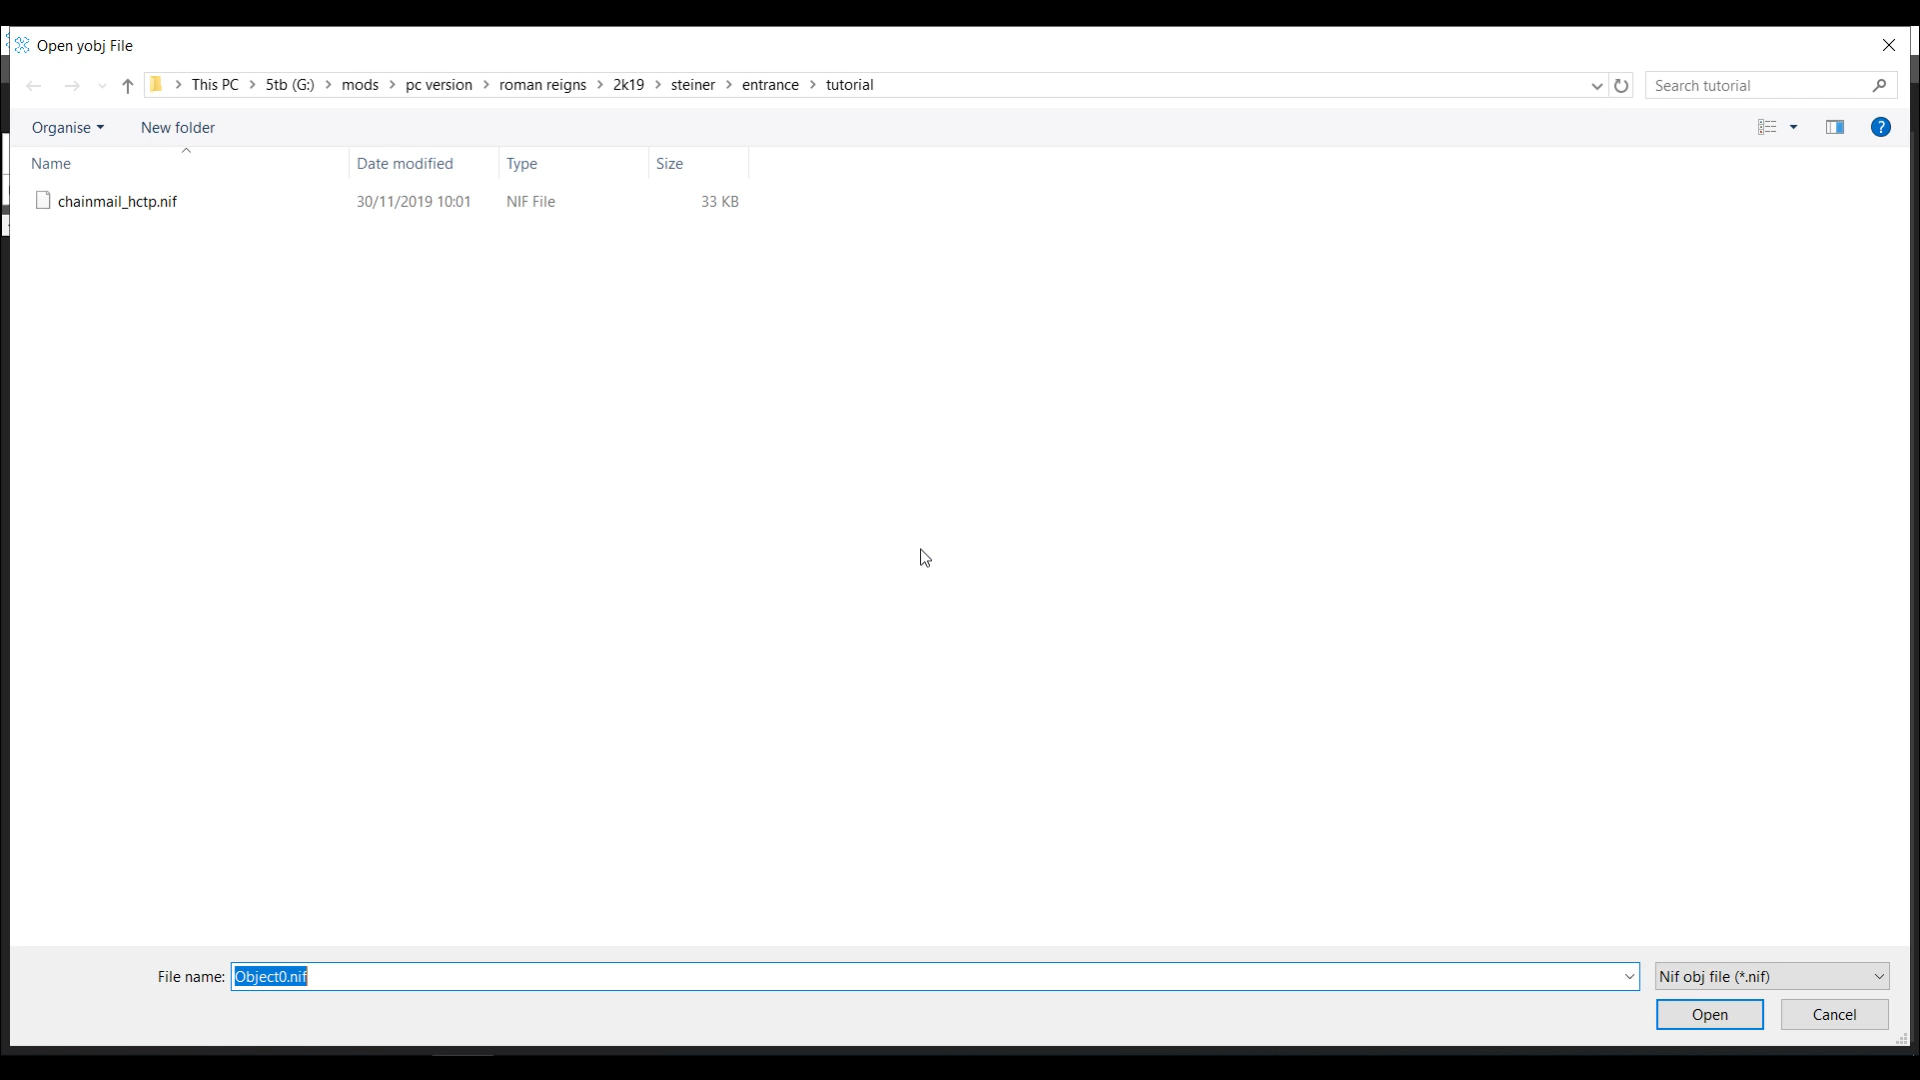 Open yobj File
This PC 5tb (G:) mods pc version roman reigns 2k19 steiner entrance tutorial Search tutorial
Organise New folder ?
Name Date modified Type Size
chainmail_hctp.nif 30/11/2019 10:01 NIF File 33 KB
File name: Object0.nif Nif obj file (*.nif)
Open Cancel